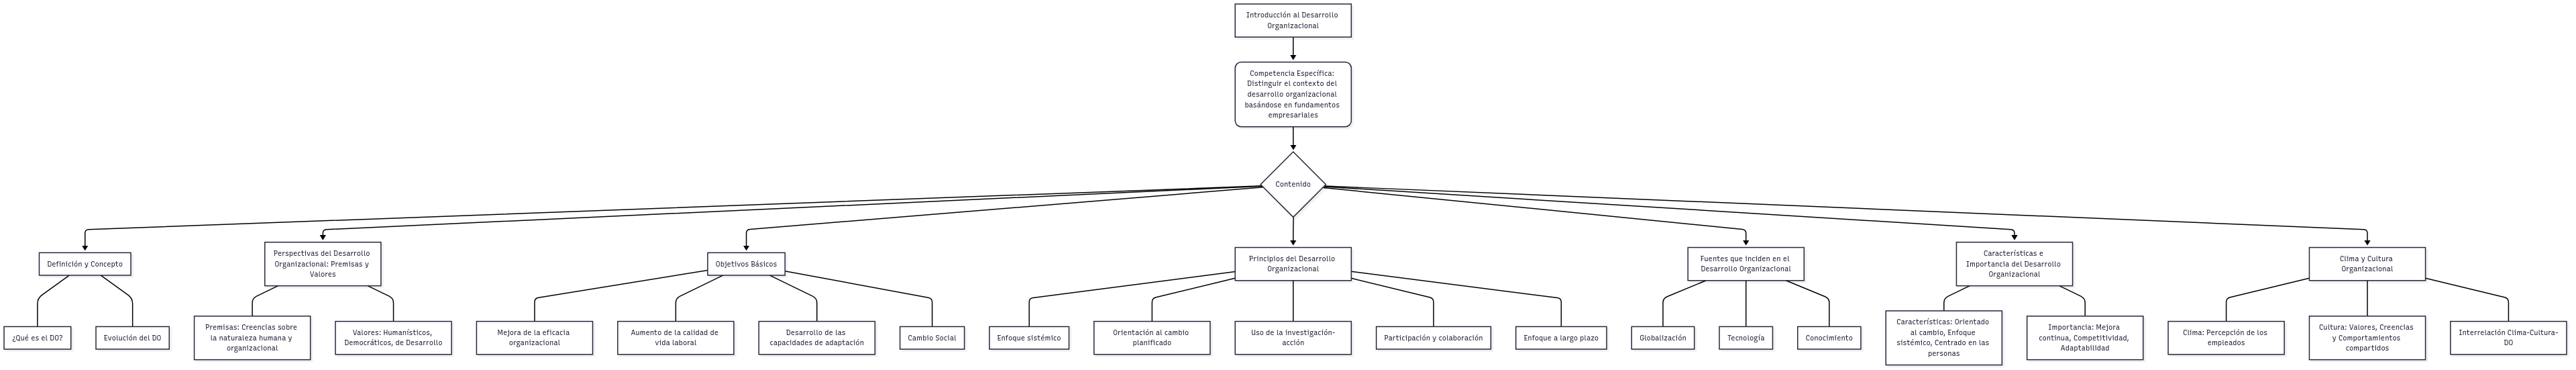 Introducción al Desarrollo
Organizacional
Competencia Específica:
Distinguir el contexto del
desarrollo organizacional
basándose en fundamentos
empresariales
Contenido
Definición y Concepto
Perspectivas del Desarrollo
Organizacional: Premisas y
Valores
Objetivos Básicos
Principios del Desarrollo
Organizacional
Fuentes que inciden en el
Desarrollo Organizacional
Características e
Importancia del Desarrollo
Organizacional
Clima y Cultura
Organizacional
¿Qué es el DO?
Evolución del DO
Premisas: Creencias sobre
la naturaleza humana y
organizacional
Valores: Humanísticos,
Democráticos, de Desarrollo
Mejora de la eficacia
organizacional
Aumento de la calidad de
vida laboral
Desarrollo de las
capacidades de adaptación
Cambio Social
Enfoque sistémico
Orientación al cambio
planificado
Uso de la investigación-
acción
Participación y colaboración
Enfoque a largo plazo
Globalización
Tecnología
Conocimiento
Características: Orientado
al cambio, Enfoque
sistémico, Centrado en las
personas
Importancia: Mejora
continua, Competitividad,
Adaptabilidad
Clima: Percepción de los
empleados
Cultura: Valores, Creencias
y Comportamientos
compartidos
Interrelación Clima-Cultura-
DO